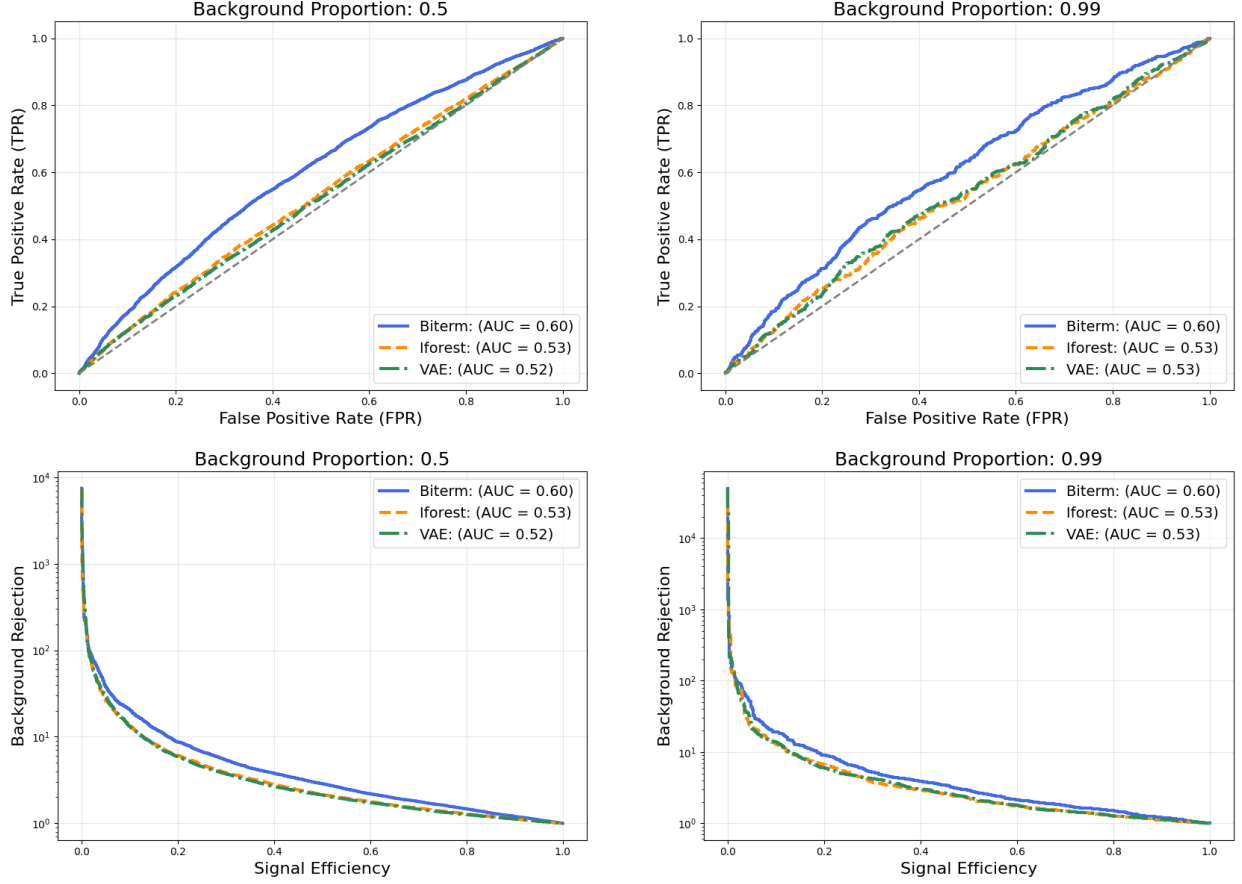 Background Proportion: 0.5
True Positive Rate (TPR)
1.0
0.8
0.6
0.4
0.2
0.0
Biterm: (AUC = 0.60)
Iforest: (AUC = 0.53)
VAE: (AUC = 0.52)
0.0 0.2 0.4 0.6 0.8 1.0
False Positive Rate (FPR)
Background Proportion: 0.99
True Positive Rate (TPR)
1.0
0.8
0.6
0.4
0.2
0.0
Biterm: (AUC = 0.60)
Iforest: (AUC = 0.53)
VAE: (AUC = 0.53)
0.0 0.2 0.4 0.6 0.8 1.0
False Positive Rate (FPR)
Background Proportion: 0.5
Background Rejection
10⁴
10³
10²
10¹
10⁰
Biterm: (AUC = 0.60)
Iforest: (AUC = 0.53)
VAE: (AUC = 0.52)
0.0 0.2 0.4 0.6 0.8 1.0
Signal Efficiency
Background Proportion: 0.99
Background Rejection
10⁴
10³
10²
10¹
10⁰
Biterm: (AUC = 0.60)
Iforest: (AUC = 0.53)
VAE: (AUC = 0.53)
0.0 0.2 0.4 0.6 0.8 1.0
Signal Efficiency